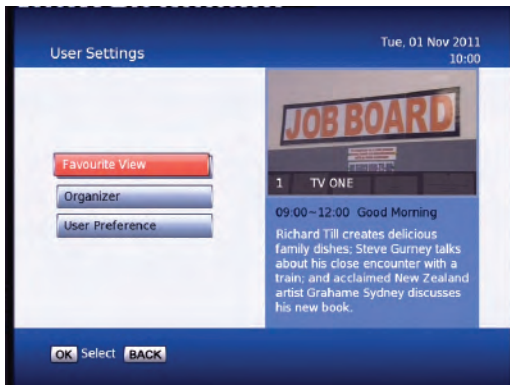 User Settings
Tue, 01 Nov 2011
10:00
Favourite View
Organizer
User Preference
JOB BOARD
1 TV ONE
09:00~12:00 Good Morning
Richard Till creates delicious
family dishes; Steve Gurney talks
about his close encounter with a
train; and acclaimed New Zealand
artist Grahame Sydney discusses
his new book.
OK Select BACK